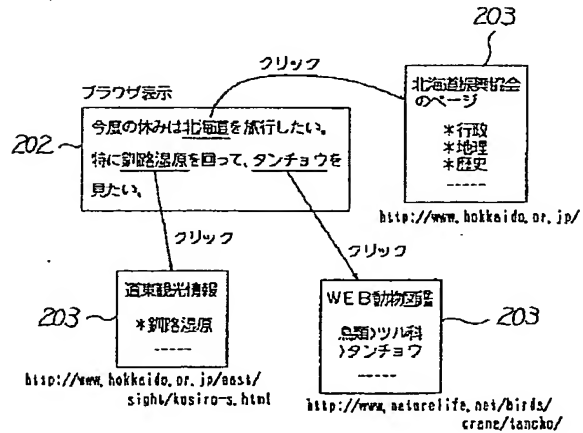 203
クリック
ブラウザ表示
北海道振興協会
のページ
*行政
*地理
*歴史
-----
202
今度の休みは北海道を旅行したい。
特に釧路湿原を回って、タンチョウを
見たい。
http://www.hokkaido.or.jp/
クリック
クリック
203
道東観光情報
*釧路湿原
-----
http://www.hokkaido.or.jp/east/
sight/kusiro-s.html
WEB動物図鑑
鳥類>ツル科
>タンチョウ
-----
203
http://www.naturelife.net/birds/
crane/tancho/